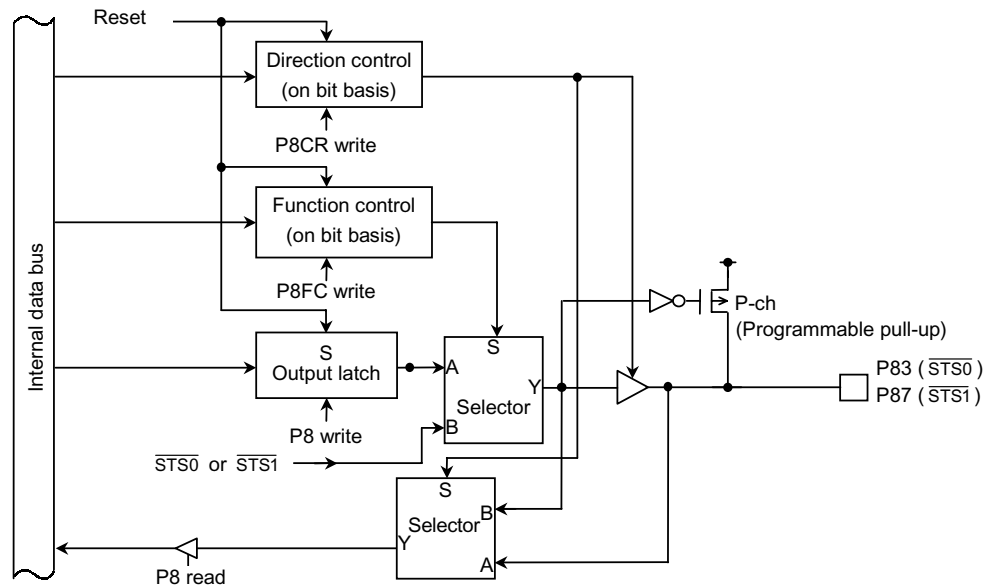 Reset
Direction control
(on bit basis)
P8CR write
Function control
(on bit basis)
P8FC write
Internal data bus
P-ch
(Programmable pull-up)
S
Output latch
S
A
Y
Selector
B
P83 (STS0)
P87 (STS1)
P8 write
STS0 or STS1
S
B
Selector
Y
A
P8 read